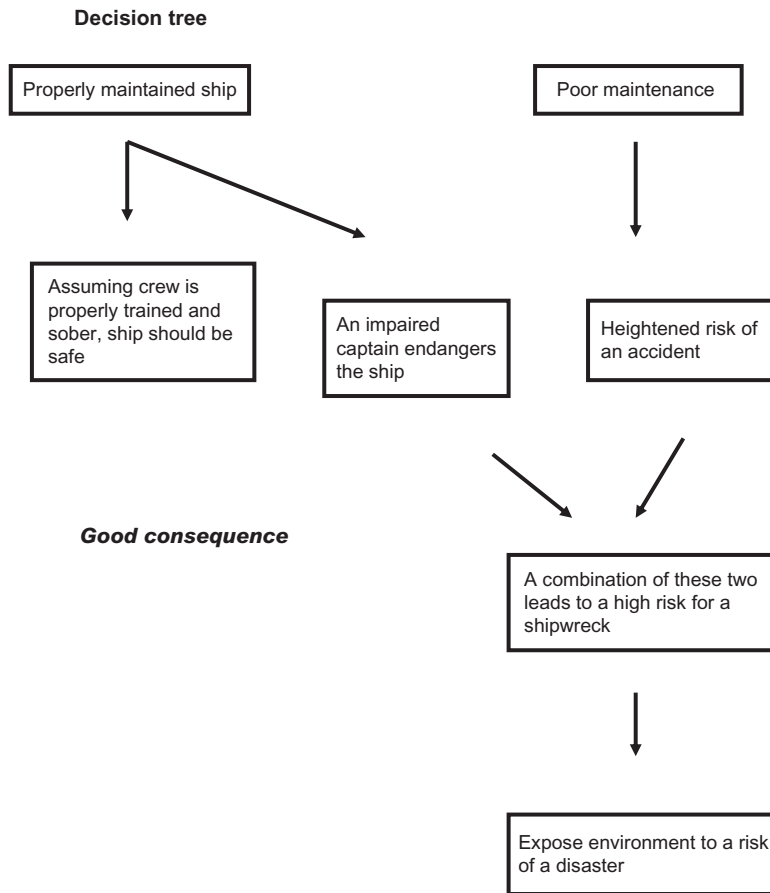 Decision tree
Properly maintained ship
Poor maintenance
Assuming crew is
properly trained and
sober, ship should be
safe
An impaired
captain endangers
the ship
Heightened risk of
an accident
Good consequence
A combination of these two
leads to a high risk for a
shipwreck
Expose environment to a risk
of a disaster